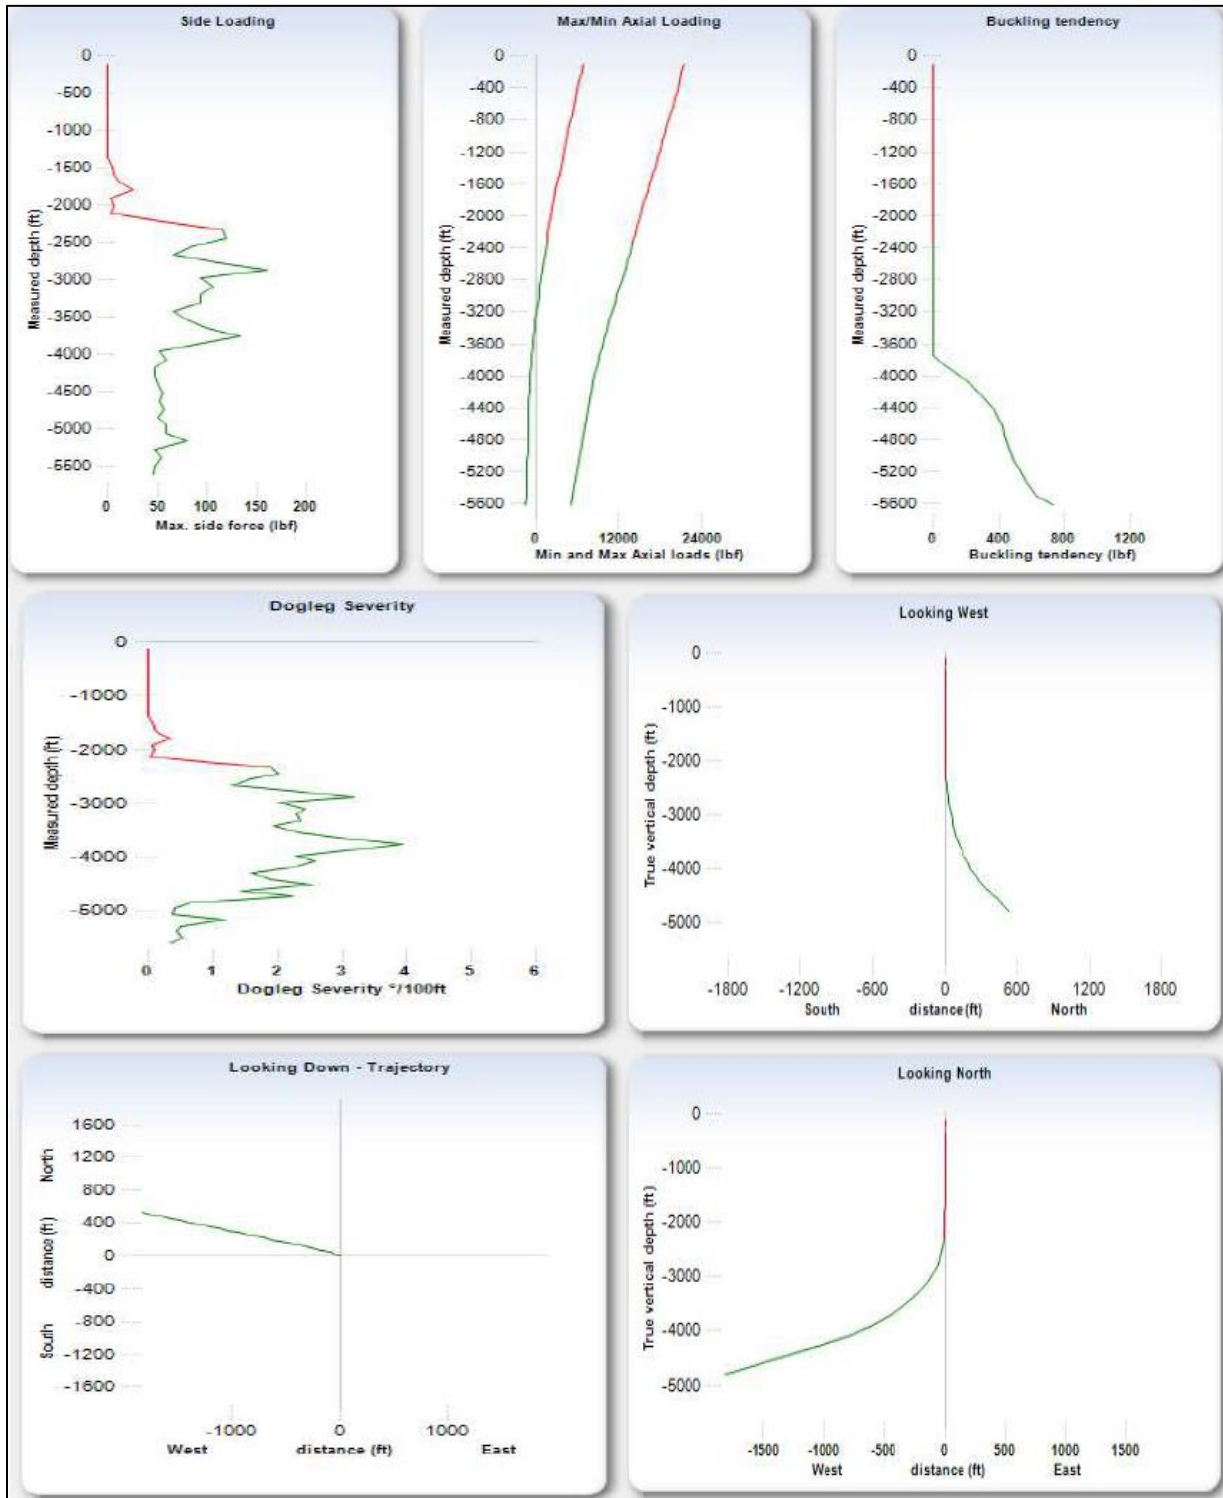 Side Loading
0
-500
-1000
-1500
-2000
-2500
-3000
-3500
-4000
-4500
-5000
-5500
Measured depth (ft)
0 50 100 150 200
Max. side force (lbf)
Max/Min Axial Loading
0
-400
-800
-1200
-1600
-2000
-2400
-2800
-3200
-3600
-4000
-4400
-4800
-5200
-5600
Measured depth (ft)
0 12000 24000
Min and Max Axial loads (lbf)
Buckling tendency
0
-400
-800
-1200
-1600
-2000
-2400
-2800
-3200
-3600
-4000
-4400
-4800
-5200
-5600
Measured depth (ft)
0 400 800 1200
Buckling tendency (lbf)
Dogleg Severity
0
-1000
-2000
-3000
-4000
-5000
Measured depth (ft)
0 1 2 3 4 5 6
Dogleg Severity °/100ft
Looking West
0
-1000
-2000
-3000
-4000
-5000
True vertical depth (ft)
-1800 -1200 -600 0 600 1200 1800
South distance (ft) North
Looking Down - Trajectory
1600
1200
800
400
0
-400
-800
-1200
-1600
South distance (ft) North
-1000 0 1000
West distance (ft) East
Looking North
0
-1000
-2000
-3000
-4000
-5000
True vertical depth (ft)
-1500 -1000 -500 0 500 1000 1500
West distance (ft) East